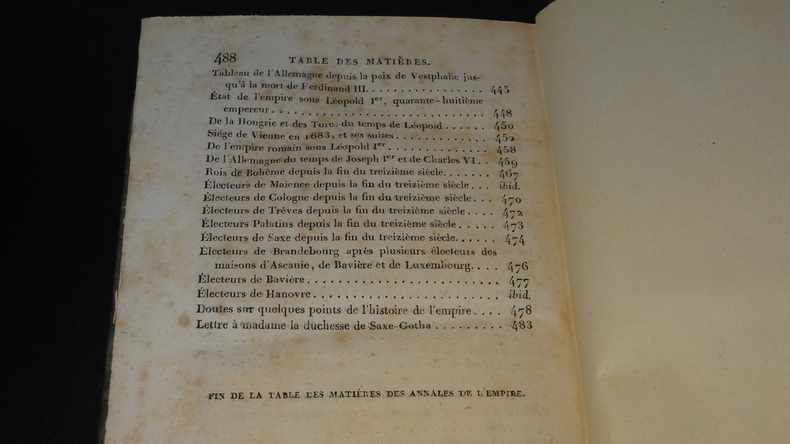 488 TABLE DES MATIÈRES.
Tableau de l'Allemagne depuis la paix de Vestphalie jus-
qu'à la mort de Ferdinand III. . . . . . . . . . . . . . . . 445
État de l'empire sous Léopold Ier, quarante-huitième
empereur. . . . . . . . . . . . . . . . . . . . . . . . . . 448
De la Hongrie et des Turcs du temps de Léopold . . . . . . 450
Siége de Vienne en 1683, et ses suites. . . . . . . . . . . . . 452
De l'empire romain sous Léopold Ier. . . . . . . . . . . . . . 458
De l'Allemagne du temps de Joseph Ier et de Charles VI. . 459
Rois de Bohême depuis la fin du treizième siècle. . . . . . . 467
Électeurs de Maience depuis la fin du treizième siècle . . . ibid.
Électeurs de Cologne depuis la fin du treizième siècle . . . 470
Électeurs de Trèves depuis la fin du treizième siècle . . . . 472
Électeurs Palatins depuis la fin du treizième siècle. . . . . 473
Électeurs de Saxe depuis la fin du treizième siècle. . . . . . 474
Électeurs de Brandebourg après plusieurs électeurs des
maisons d'Ascanie, de Bavière et de Luxembourg. . . . 476
Électeurs de Bavière. . . . . . . . . . . . . . . . . . . . . . . . 477
Électeurs de Hanovre. . . . . . . . . . . . . . . . . . . . . . . ibid.
Doutes sur quelques points de l'histoire de l'empire. . . . 478
Lettre à madame la duchesse de Saxe-Gotha . . . . . . . . . 483
FIN DE LA TABLE DES MATIÈRES DES ANNALES DE L'EMPIRE.